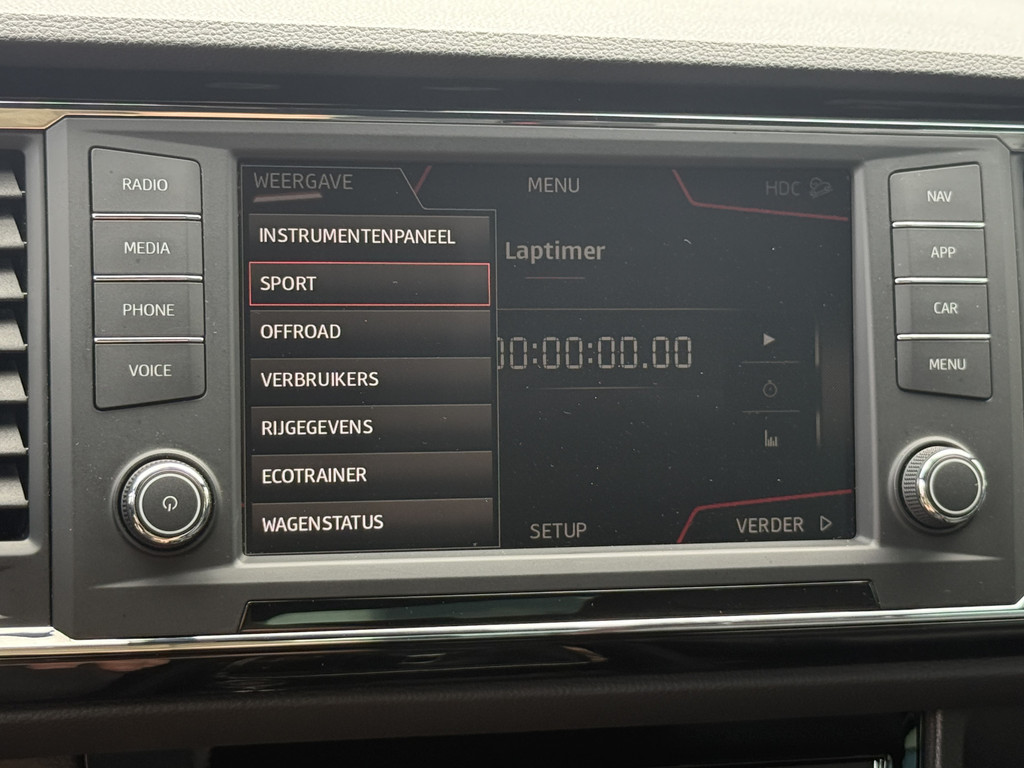 RADIO
MEDIA
PHONE
VOICE
WEERGAVE
INSTRUMENTENPANEEL
SPORT
OFFROAD
VERBRUIKERS
RIJGEGEVENS
ECOTRAINER
WAGENSTATUS
MENU
HDC
Laptimer
00:00:00.00
SETUP
VERDER
NAV
APP
CAR
MENU